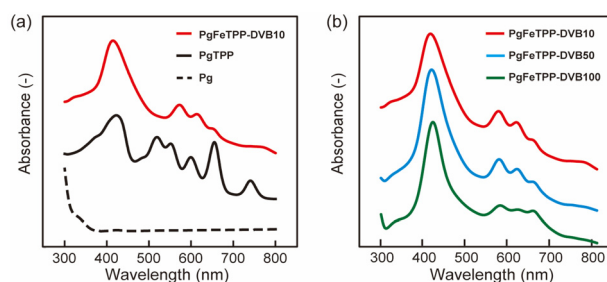 (a)
PgFeTPP-DVB10
PgTPP
Pg
Absorbance (-)
300 400 500 600 700 800
Wavelength (nm)
(b)
PgFeTPP-DVB10
PgFeTPP-DVB50
PgFeTPP-DVB100
Absorbance (-)
300 400 500 600 700 800
Wavelength (nm)